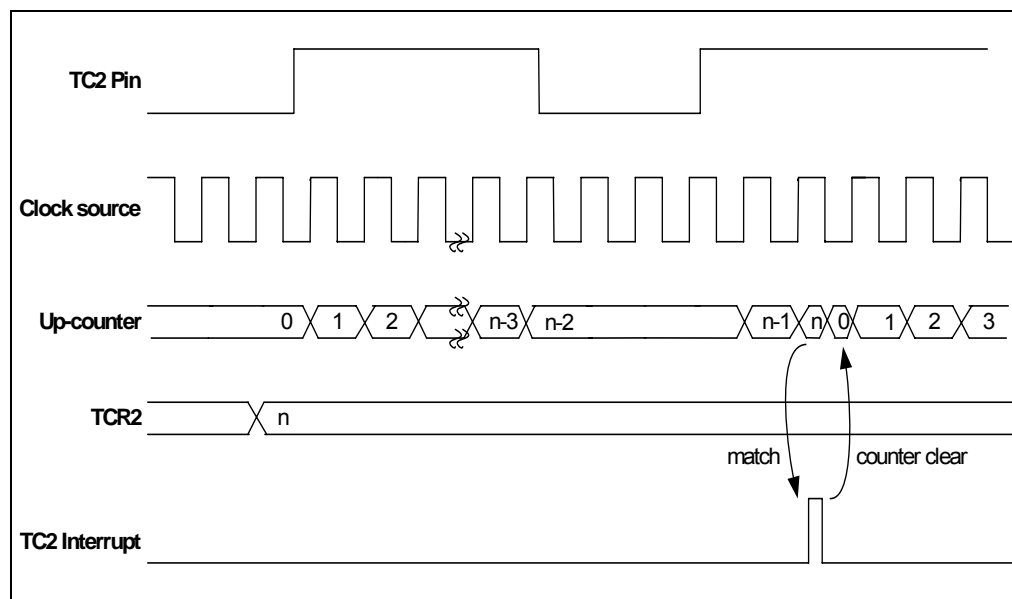 TC2 Pin
Clock source
Up-counter
0 1 2 n-3 n-2 n-1 n 0 1 2 3
TCR2
n
match
counter clear
TC2 Interrupt